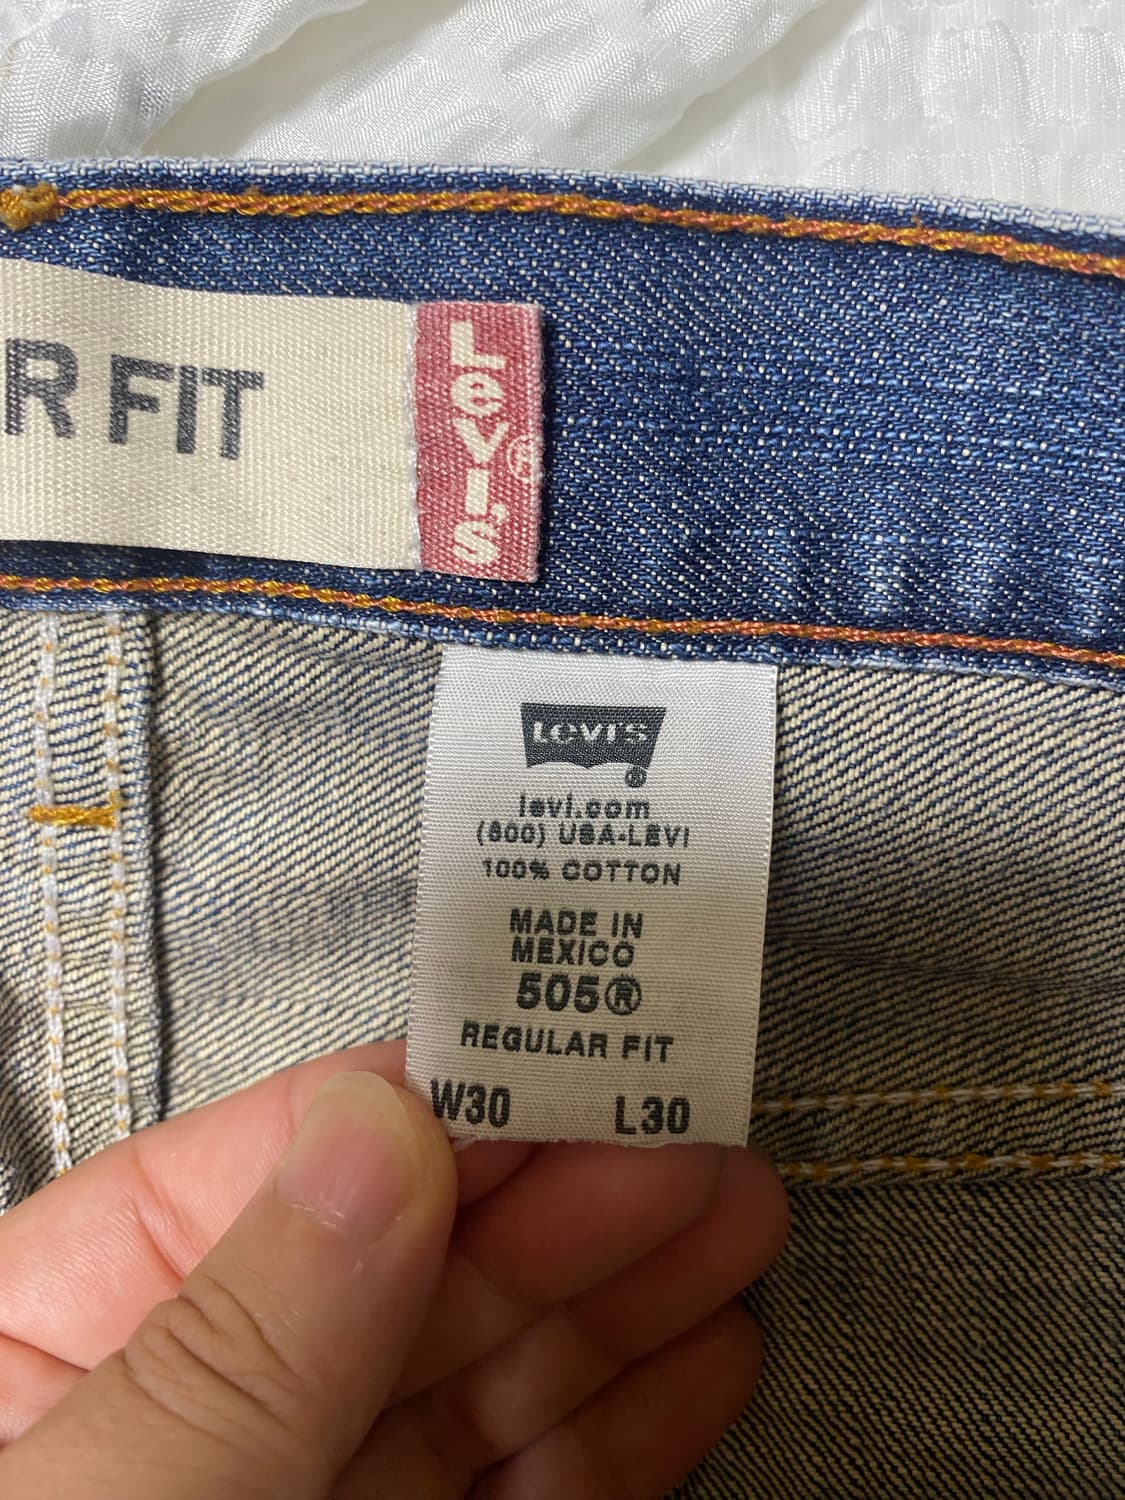 R FIT
Levi's®
Levi's®
levi.com
(800) USA-LEVI
100% COTTON
MADE IN
MEXICO
505®
REGULAR FIT
W30 L30